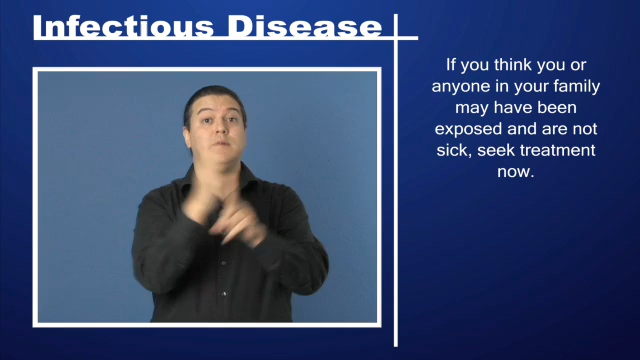 Infectious Disease
If you think you or
anyone in your family
may have been
exposed and are not
sick, seek treatment
now.